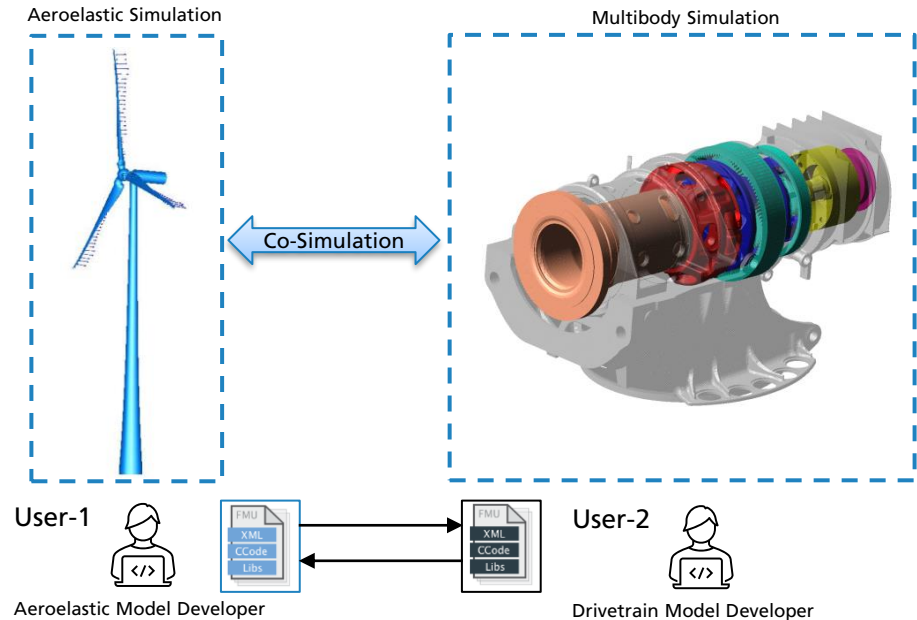 Aeroelastic Simulation
Multibody Simulation
Co-Simulation
User-1
</>
Aeroelastic Model Developer
FMU
XML
CCode
Libs
FMU
XML
CCode
Libs
User-2
</>
Drivetrain Model Developer